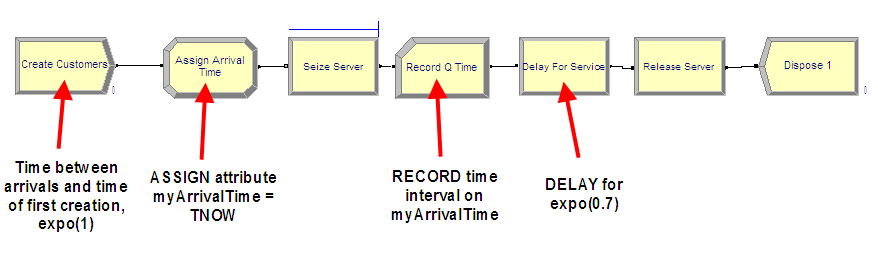 Create Customers
Assign Arrival
Time
Seize Server
Record Q Time
Delay For Service
Release Server
Dispose 1
0
0
Time between
arrivals and time
of first creation,
expo(1)
ASSIGN attribute
myArrivalTime =
TNOW
RECORD time
interval on
myArrivalTime
DELAY for
expo(0.7)